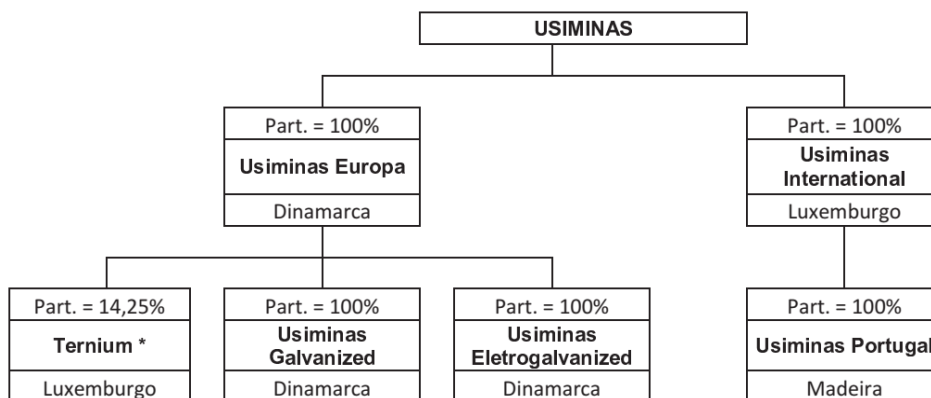 USIMINAS
Part. = 100%
Usiminas Europa
Dinamarca
Part. = 100%
Usiminas
International
Luxemburgo
Part. = 14,25%
Ternium *
Luxemburgo
Part. = 100%
Usiminas
Galvanized
Dinamarca
Part. = 100%
Usiminas
Eletrogalvanized
Dinamarca
Part. = 100%
Usiminas Portugal
Madeira